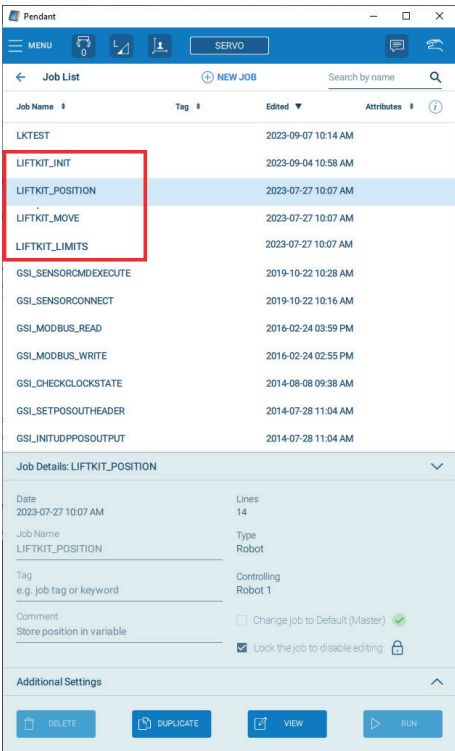 Pendant
MENU
0
L
SERVO
Job List
NEW JOB
Search by name
Job Name
Tag
Edited
Attributes
i
LKTEST 2023-09-07 10:14 AM
LIFTKIT_INIT 2023-09-04 10:58 AM
LIFTKIT_POSITION 2023-07-27 10:07 AM
LIFTKIT_MOVE 2023-07-27 10:07 AM
LIFTKIT_LIMITS 2023-07-27 10:07 AM
GSI_SENSORCMDEXECUTE 2019-10-22 10:28 AM
GSI_SENSORCONNECT 2019-10-22 10:16 AM
GSI_MODBUS_READ 2016-02-24 03:59 PM
GSI_MODBUS_WRITE 2016-02-24 02:55 PM
GSI_CHECKCLOCKSTATE 2014-08-08 09:38 AM
GSI_SETPOSOUTHEADER 2014-07-28 11:04 AM
GSI_INITUDPPOSOUTPUT 2014-07-28 11:04 AM
Job Details: LIFTKIT_POSITION
Date
2023-07-27 10:07 AM
Lines
14
Job Name
LIFTKIT_POSITION
Type
Robot
Tag
e.g. job tag or keyword
Controlling
Robot 1
Comment
Store position in variable
Change job to Default (Master)
Lock the job to disable editing
Additional Settings
DELETE
DUPLICATE
VIEW
RUN